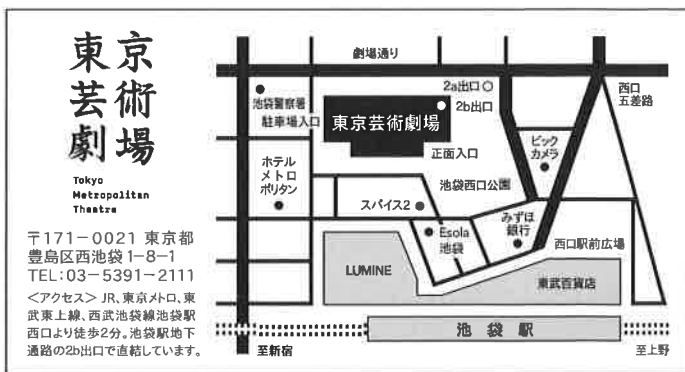 東京
芸術
劇場
Tokyo
Metropolitan
Theatre
〒171-0021 東京都
豊島区西池袋1-8-1
TEL:03-5391-2111
<アクセス> JR、東京メトロ、東
武東上線、西武池袋線池袋駅
西口より徒歩2分。池袋駅地下
通路の2b出口で直結しています。
劇場通り
池袋警察署
駐車場入口
東京芸術劇場
2a出口
2b出口
西口
五差路
正面入口
ビック
カメラ
ホテル
メトロ
ポリタン
池袋西口公園
スパイス2
Esola
池袋
みずほ
銀行
西口駅前広場
LUMINE
東武百貨店
池袋駅
至新宿
至上野